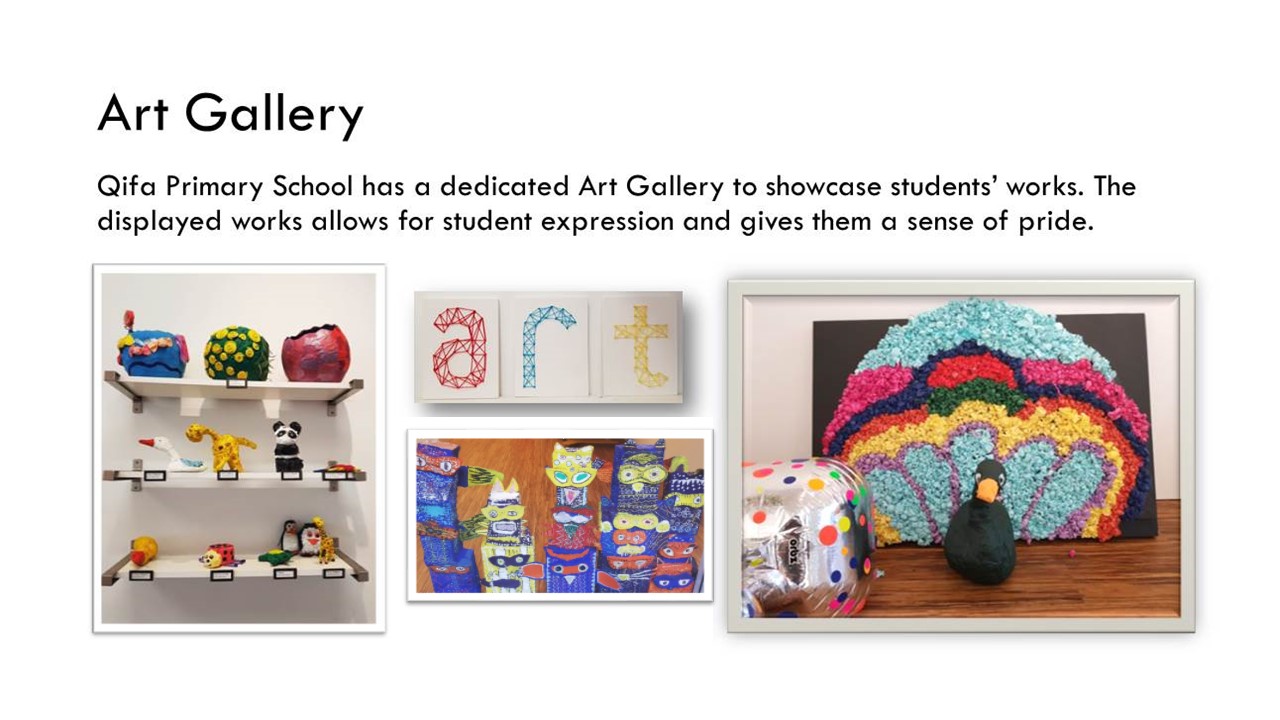 Art Gallery
Qifa Primary School has a dedicated Art Gallery to showcase students’ works. The
displayed works allows for student expression and gives them a sense of pride.
art